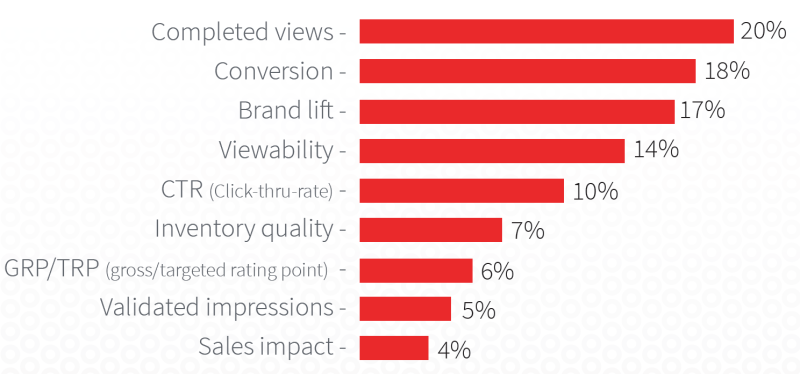 Completed views - 20%
Conversion - 18%
Brand lift - 17%
Viewability - 14%
CTR (Click-thru-rate) - 10%
Inventory quality - 7%
GRP/TRP (gross/targeted rating point) - 6%
Validated impressions - 5%
Sales impact - 4%